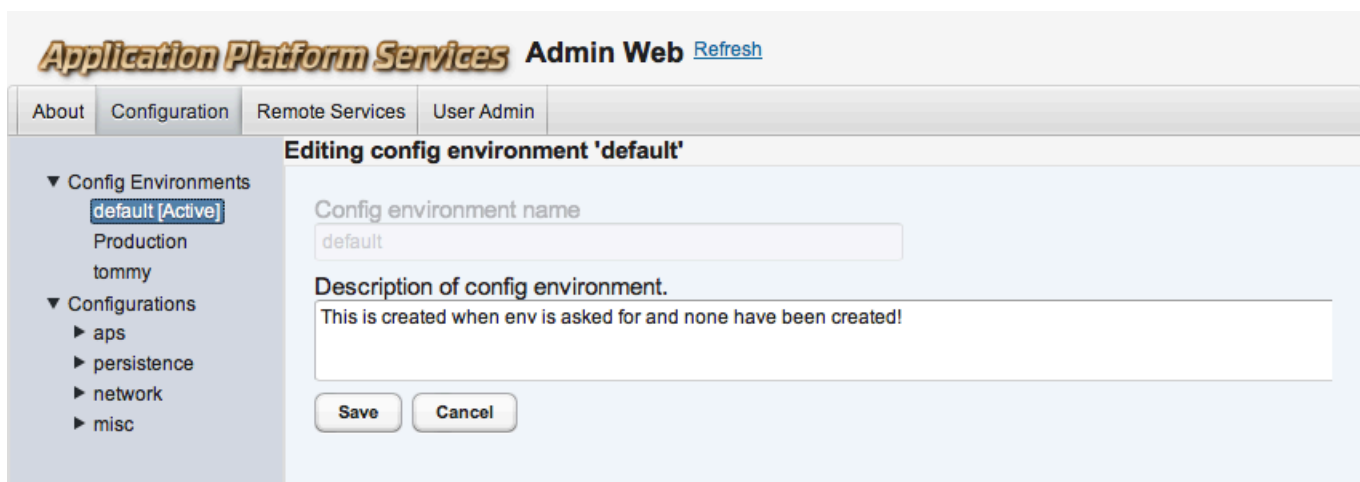 Application Platform Services Admin Web Refresh
About Configuration Remote Services User Admin
Editing config environment 'default'
Config Environments
default [Active]
Production
tommy
Configurations
aps
persistence
network
misc
Config environment name
default
Description of config environment.
This is created when env is asked for and none have been created!
Save Cancel